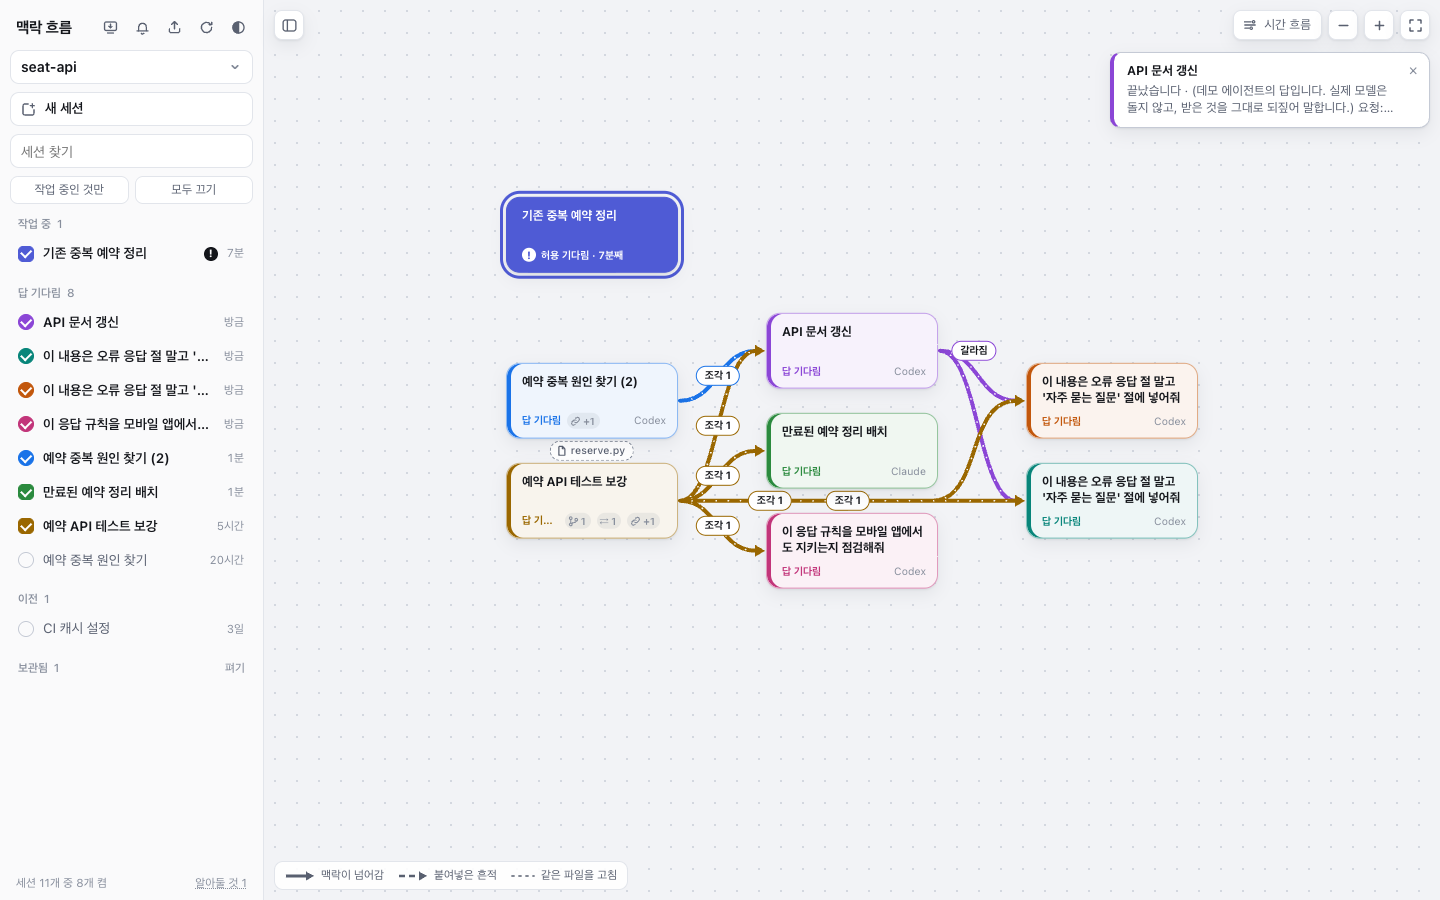 맥락 흐름
seat-api
새 세션
세션 찾기
작업 중인 것만
모두 끄기
작업 중 1
기존 중복 예약 정리
!
7분
답 기다림 8
API 문서 갱신
방금
이 내용은 오류 응답 절 말고 '...
방금
이 내용은 오류 응답 절 말고 '...
방금
이 응답 규칙을 모바일 앱에서...
방금
예약 중복 원인 찾기 (2)
1분
만료된 예약 정리 배치
1분
예약 API 테스트 보강
5시간
예약 중복 원인 찾기
20시간
이전 1
CI 캐시 설정
3일
보관됨 1
펴기
세션 11개 중 8개 켬
알아둘 것 1
시간 흐름
API 문서 갱신
끝났습니다 · (데모 에이전트의 답입니다. 실제 모델은
돌지 않고, 받은 것을 그대로 되짚어 말합니다.) 요청:...
기존 중복 예약 정리
! 허용 기다림 · 7분째
API 문서 갱신
답 기다림
Codex
갈라짐
예약 중복 원인 찾기 (2)
답 기다림
+1
Codex
조각 1
조각 1
조각 1
조각 1
조각 1
조각 1
reserve.py
만료된 예약 정리 배치
답 기다림
Claude
이 내용은 오류 응답 절 말고
'자주 묻는 질문' 절에 넣어줘
답 기다림
Codex
예약 API 테스트 보강
답 기...
1
1
+1
이 내용은 오류 응답 절 말고
'자주 묻는 질문' 절에 넣어줘
답 기다림
Codex
이 응답 규칙을 모바일 앱에서
도 지키는지 점검해줘
답 기다림
Codex
맥락이 넘어감
붙여넣은 흔적
같은 파일을 고침